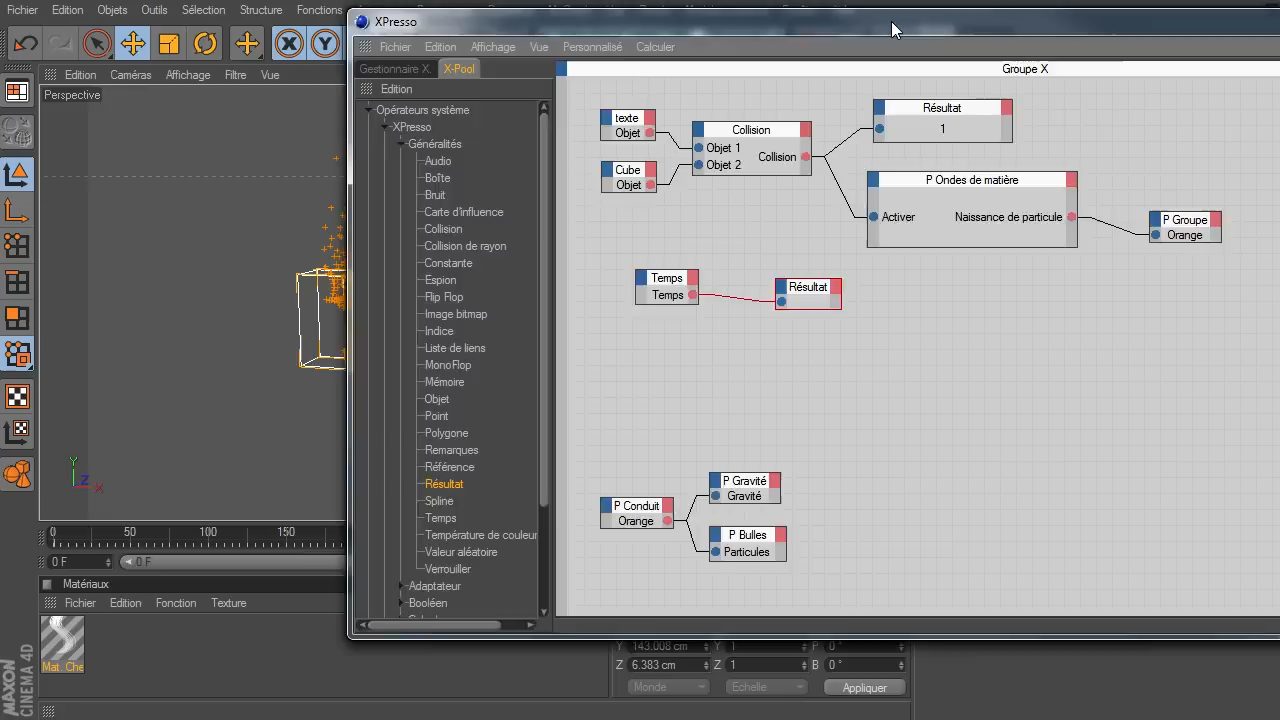 Fichier Edition Objets Outils Sélection Structure Fonctions
XPresso
Fichier Edition Affichage Vue Personnalisé Calculer
Gestionnaire X. X-Pool
Edition
Edition Caméras Affichage Filtre Vue
Perspective
Opérateurs système
XPresso
Généralités
Audio
Boîte
Bruit
Carte d'influence
Collision
Collision de rayon
Constante
Espion
Flip Flop
Image bitmap
Indice
Liste de liens
MonoFlop
Mémoire
Objet
Point
Polygone
Remarques
Référence
Résultat
Spline
Temps
Température de couleur
Valeur aléatoire
Verrouiller
Adaptateur
Booléen
Groupe X
texte
Objet
Cube
Objet
Collision
Objet 1
Objet 2
Collision
Résultat
1
P Ondes de matière
Activer Naissance de particule
P Groupe
Orange
Temps
Temps
Résultat
P Conduit
Orange
P Gravité
Gravité
P Bulles
Particules
Y
Z X
0 50 100 150
0 F 0 F
Matériaux
Fichier Edition Fonction Texture
Mat. Che
Y 143.008 cm Y 1 P 0 °
Z 6.383 cm Z 1 B 0 °
Monde Echelle Appliquer
MAXON
CINEMA 4D